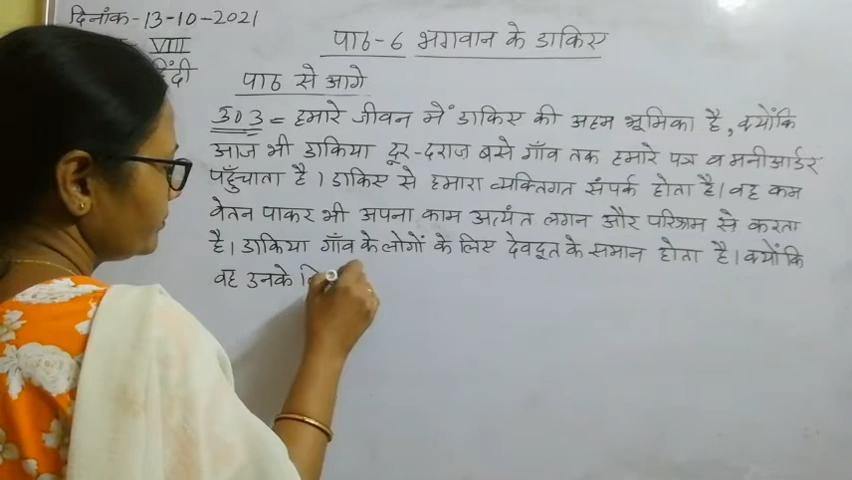 दिनांक-13-10-2021
VIII
हिंदी
पाठ-6 भगवान के डाकिए
पाठ से आगे
उ० 3 = हमारे जीवन में डाकिए की अहम भूमिका है, क्योंकि
आज भी डाकिया दूर-दराज बसे गाँव तक हमारे पत्र व मनीआर्डर
पहुँचाता है। डाकिए से हमारा व्यक्तिगत संपर्क होता है। वह कम
वेतन पाकर भी अपना काम अत्यंत लगन और परिश्रम से करता
है। डाकिया गाँव के लोगों के लिए देवदूत के समान होता है। क्योंकि
वह उनके